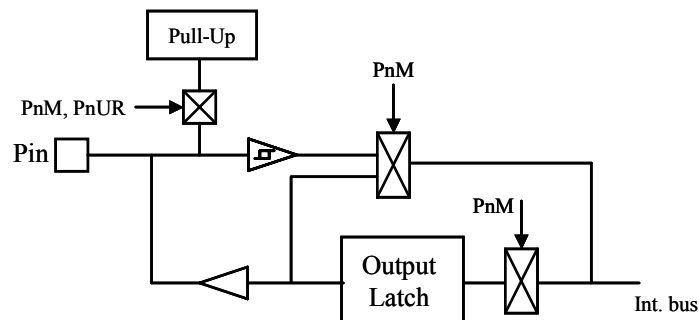 Pull-Up
PnM
PnM, PnUR
Pin
PnM
Output
Latch
Int. bus